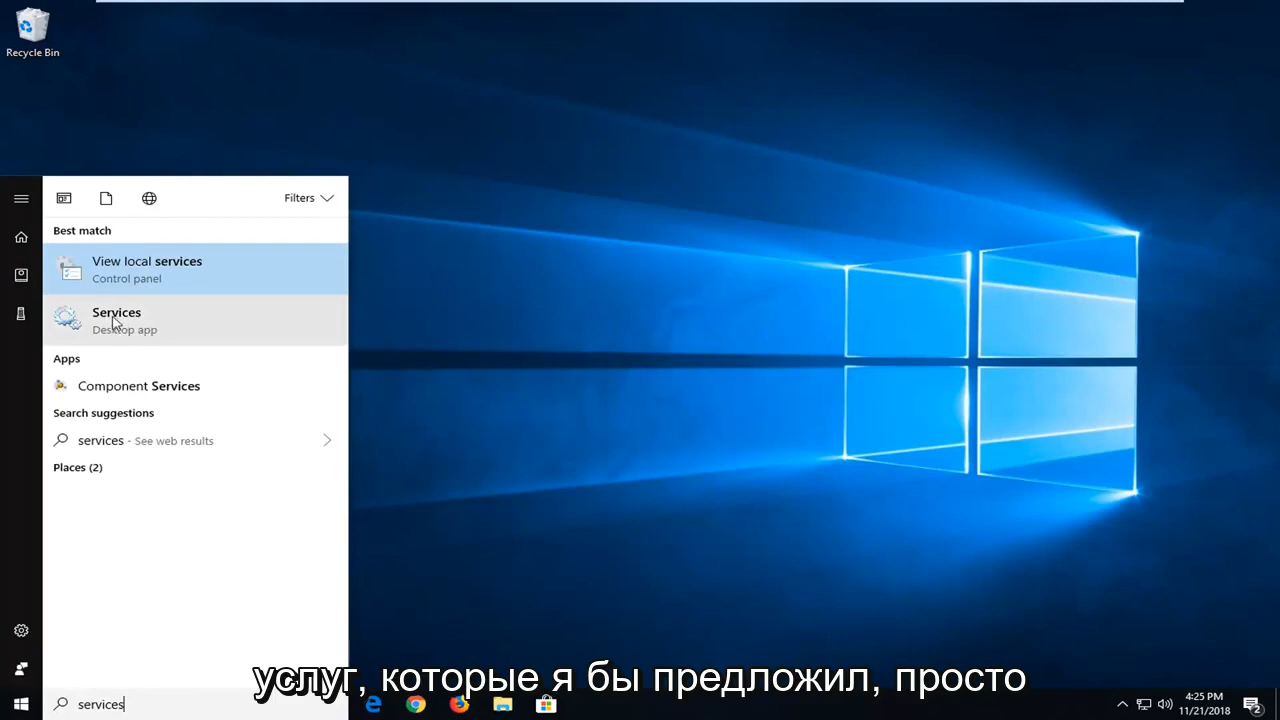 Recycle Bin
Filters
Best match
View local services
Control panel
Services
Desktop app
Apps
Component Services
Search suggestions
services - See web results
Places (2)
услуг, которые я бы предложил, просто
services
4:25 PM
11/21/2018
2